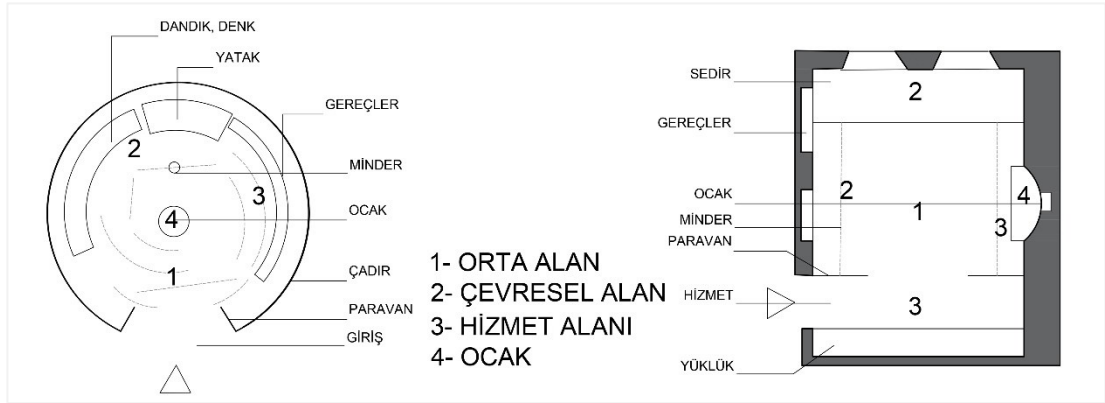 DANDIK, DENK
YATAK
GEREÇLER
2
MİNDER
3
4
OCAK
1
ÇADIR
PARAVAN
GİRİŞ
1- ORTA ALAN
2- ÇEVRESEL ALAN
3- HİZMET ALANI
4- OCAK
SEDİR
2
GEREÇLER
OCAK
2
1
4
MİNDER
3
PARAVAN
HİZMET
3
YÜKLÜK